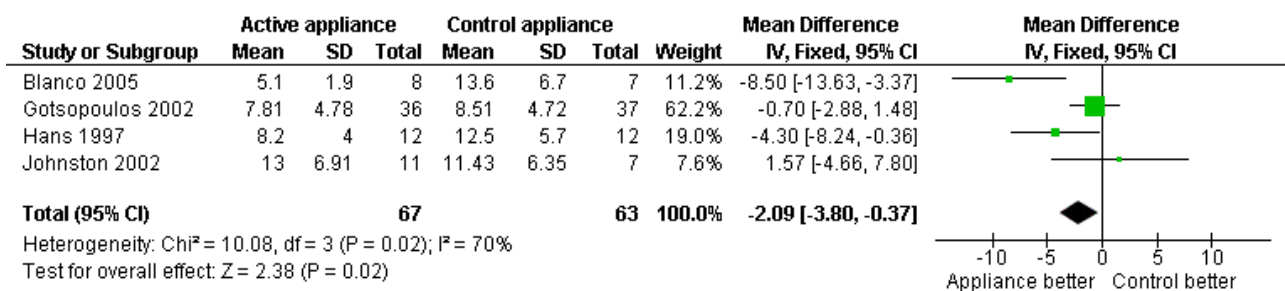 Active appliance Control appliance Mean Difference Mean Difference
Study or Subgroup Mean SD Total Mean SD Total Weight IV, Fixed, 95% CI IV, Fixed, 95% CI
Blanco 2005 5.1 1.9 8 13.6 6.7 7 11.2% -8.50 [-13.63, -3.37]
Gotsopoulos 2002 7.81 4.78 36 8.51 4.72 37 62.2% -0.70 [-2.88, 1.48]
Hans 1997 8.2 4 12 12.5 5.7 12 19.0% -4.30 [-8.24, -0.36]
Johnston 2002 13 6.91 11 11.43 6.35 7 7.6% 1.57 [-4.66, 7.80]
Total (95% CI) 67 63 100.0% -2.09 [-3.80, -0.37]
Heterogeneity: Chi² = 10.08, df = 3 (P = 0.02); I² = 70%
Test for overall effect: Z = 2.38 (P = 0.02)
-10 -5 0 5 10
Appliance better Control better